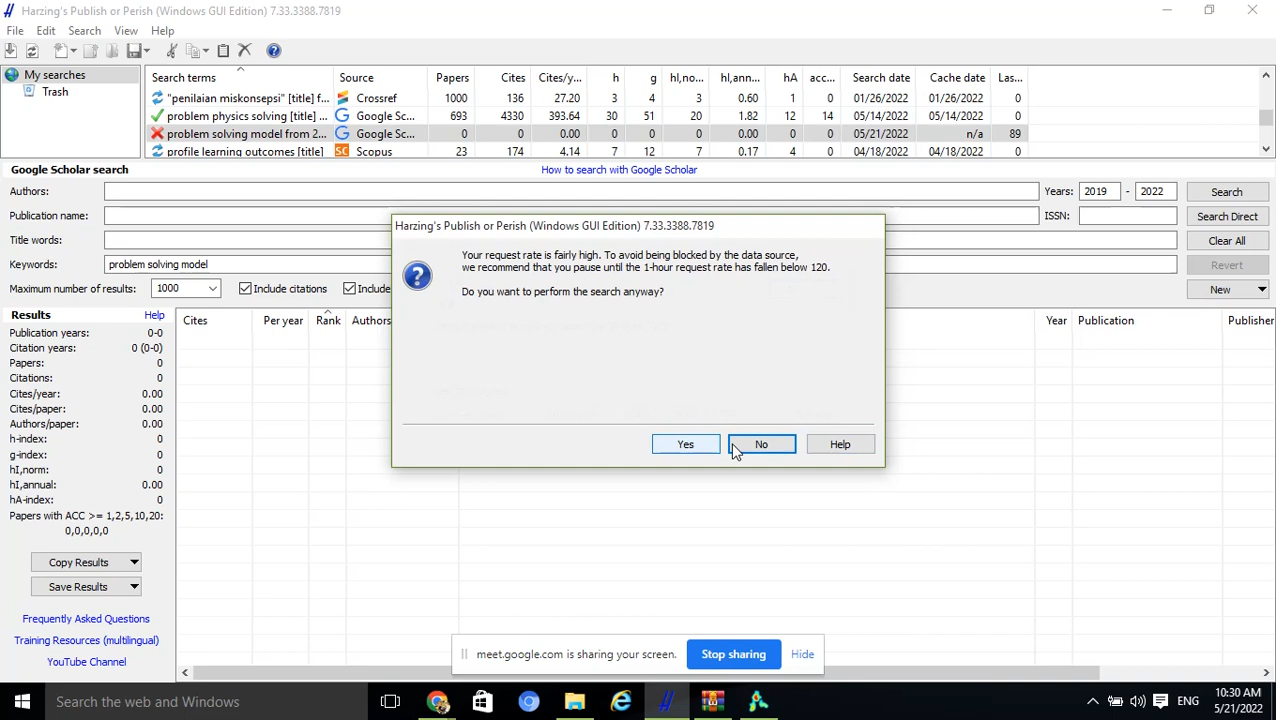 Harzing's Publish or Perish (Windows GUI Edition) 7.33.3388.7819
File Edit Search View Help
My searches
Trash
Search terms Source Papers Cites Cites/y... h g hI,no... hI,ann... hA acc... Search date Cache date Las...
"penilaian miskonsepsi" [title] f... Crossref 1000 136 27.20 3 4 3 0.60 1 0 01/26/2022 01/26/2022 0
problem physics solving [title] ... Google Sc... 693 4330 393.64 30 51 20 1.82 12 14 05/14/2022 05/14/2022 0
problem solving model from 2... Google Sc... 0 0 0.00 0 0 0 0.00 0 0 05/21/2022 n/a 89
profile learning outcomes [title] Scopus 23 174 4.14 7 12 7 0.17 4 0 04/18/2022 04/18/2022 0
Google Scholar search How to search with Google Scholar
Authors: Years: 2019 - 2022 Search
Publication name: ISSN: Search Direct
Title words: Clear All
Keywords: problem solving model Revert
Maximum number of results: 1000 Include citations Include New
Harzing's Publish or Perish (Windows GUI Edition) 7.33.3388.7819
Your request rate is fairly high. To avoid being blocked by the data source,
we recommend that you pause until the 1-hour request rate has fallen below 120.
Do you want to perform the search anyway?
Yes No Help
Results Help
Publication years: 0-0
Citation years: 0 (0-0)
Papers: 0
Citations: 0
Cites/year: 0.00
Cites/paper: 0.00
Authors/paper: 0.00
h-index: 0
g-index: 0
hI,norm: 0
hI,annual: 0.00
hA-index: 0
Papers with ACC >= 1,2,5,10,20:
0,0,0,0,0
Copy Results
Save Results
Frequently Asked Questions
Training Resources (multilingual)
YouTube Channel
Cites Per year Rank Authors Year Publication Publisher
meet.google.com is sharing your screen. Stop sharing Hide
Search the web and Windows
ENG
10:30 AM
5/21/2022